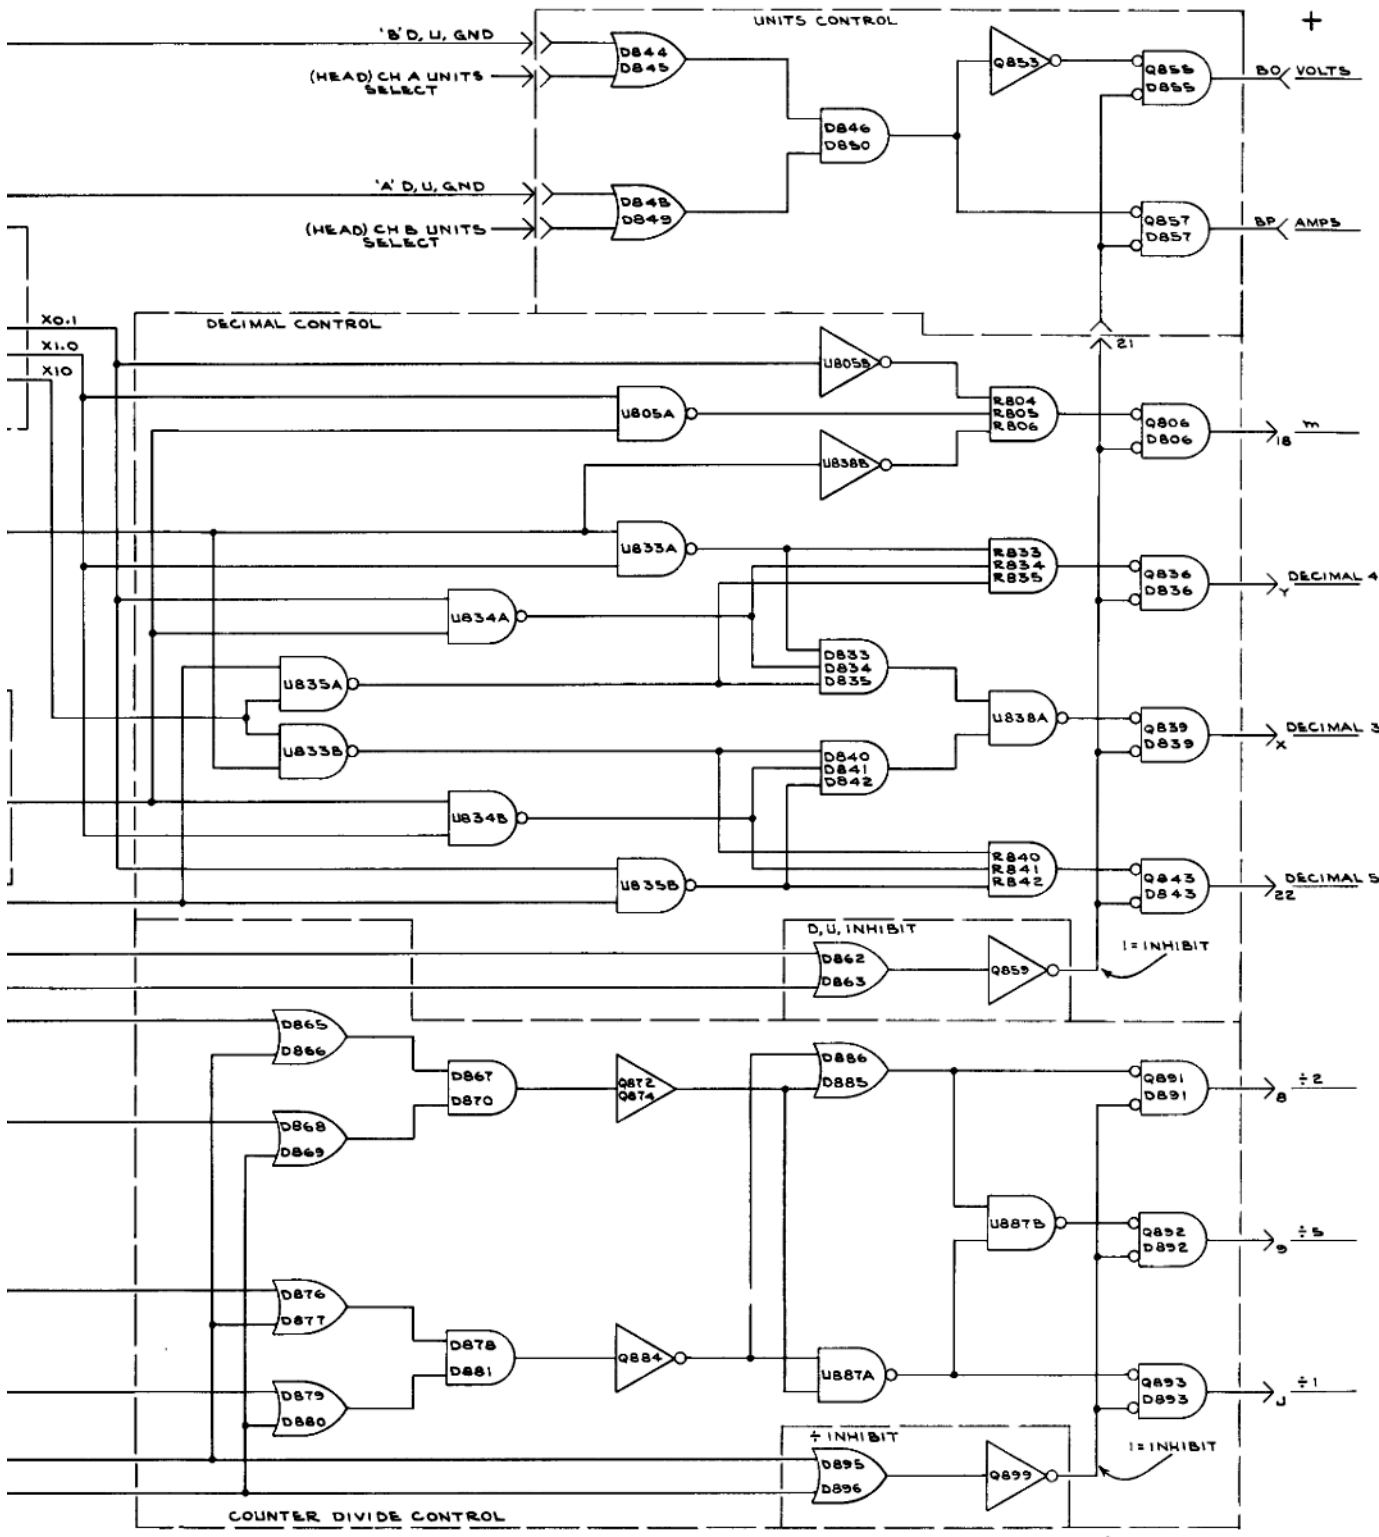 UNITS CONTROL
+
'B' D, U, GND
(HEAD) CH A UNITS
SELECT
D844
D845
Q853
Q855
D855
BO VOLTS
D846
D850
'A' D, U, GND
(HEAD) CH B UNITS
SELECT
D848
D849
Q857
D857
BP AMPS
DECIMAL CONTROL
21
X0.1
X1.0
X10
U805B
U805A
R804
R805
R806
Q806
D806
18
m
U838B
U833A
R833
R834
R835
Q836
D836
Y
DECIMAL 4
U834A
U835A
D833
D834
D835
U838A
Q839
D839
X
DECIMAL 3
U833B
D840
D841
D842
U834B
U835B
R840
R841
R842
Q843
D843
22
DECIMAL 5
D, U, INHIBIT
D862
D863
Q859
1 = INHIBIT
D865
D866
D867
D870
Q872
Q874
D886
D885
Q891
D891
8
÷2
D868
D869
U887B
Q892
D892
9
÷5
D876
D877
D878
D881
Q884
U887A
Q893
D893
J
÷1
D879
D880
÷ INHIBIT
D895
D896
Q899
1 = INHIBIT
COUNTER DIVIDE CONTROL